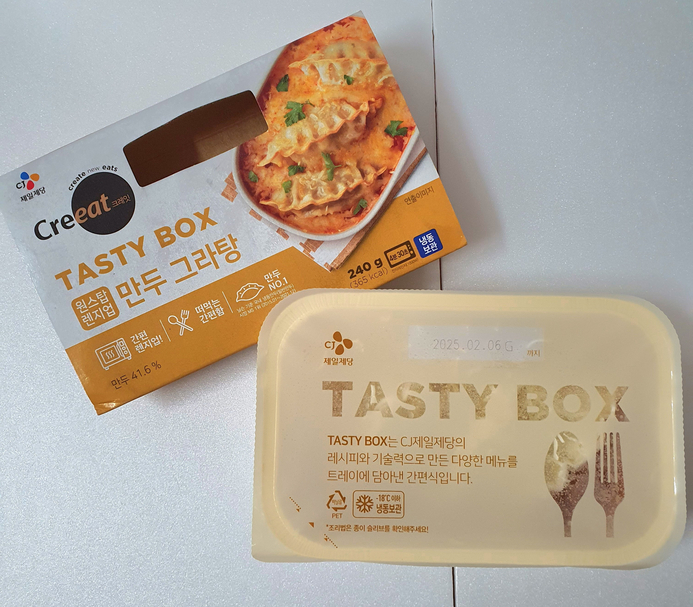 CJ
제일제당
create new eats
Creeat 크레잇
TASTY BOX
원스탑
렌지업
만두 그라탕
간편
렌지업!
떠먹는
간편함
만두
NO.1
만두 41.6 %
연출이미지
240 g
(365 kcal)
4분 30초
냉동
보관
CJ
제일제당
2025.02.06
까지
TASTY BOX
TASTY BOX는 CJ제일제당의
레시피와 기술력으로 만든 다양한 메뉴를
트레이에 담아낸 간편식입니다.
PET
-18℃ 이하
냉동보관
*조리법은 종이 슬리브를 확인해주세요!